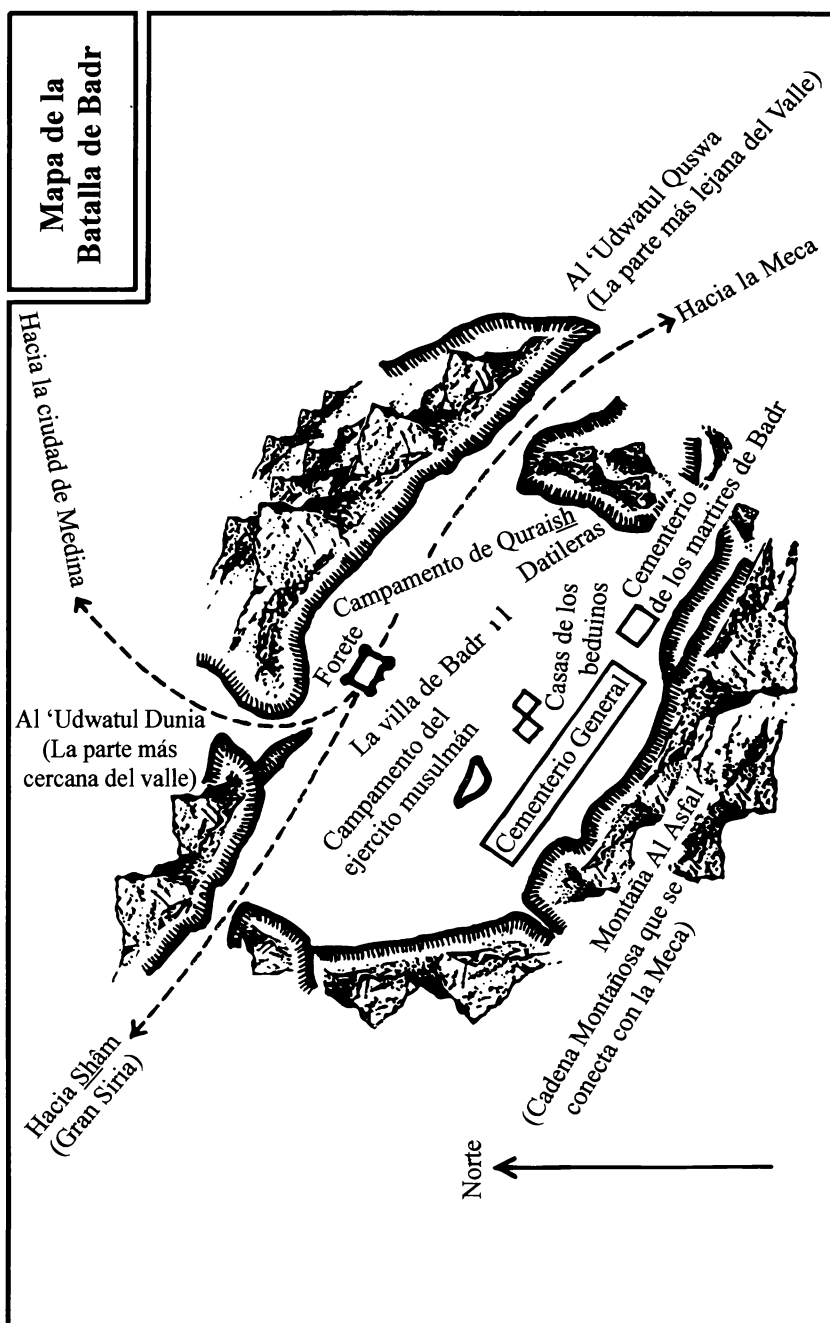 Mapa de la
Batalla de Badr
Al ‘Udwatul Quswa
(La parte más lejana del Valle)
Hacia la Meca
Hacia la ciudad de Medina
Campamento de Quraish
Datileras
Cementerio
de los martires de Badr
Forete
La villa de Badr
Casas de los
beduinos
Al ‘Udwatul Dunia
(La parte más
cercana del valle)
Campamento del
ejercito musulmán
Cementerio General
Montaña Al Asfal
(Cadena Montañosa que se
conecta con la Meca)
Hacia Shâm
(Gran Siria)
Norte